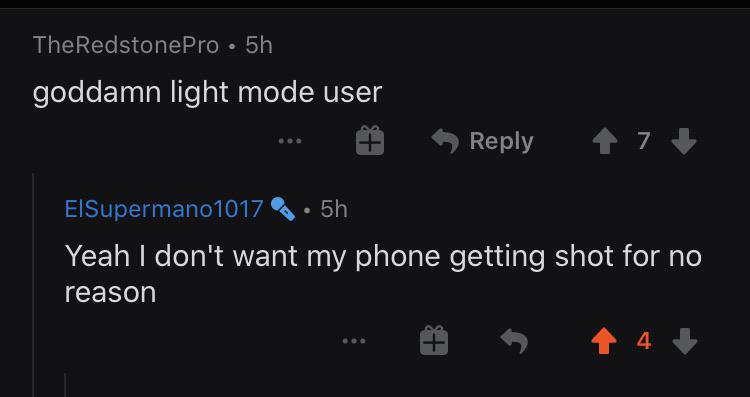 TheRedstonePro • 5h
goddamn light mode user
Reply 7
ElSupermano1017 • 5h
Yeah I don't want my phone getting shot for no
reason
4